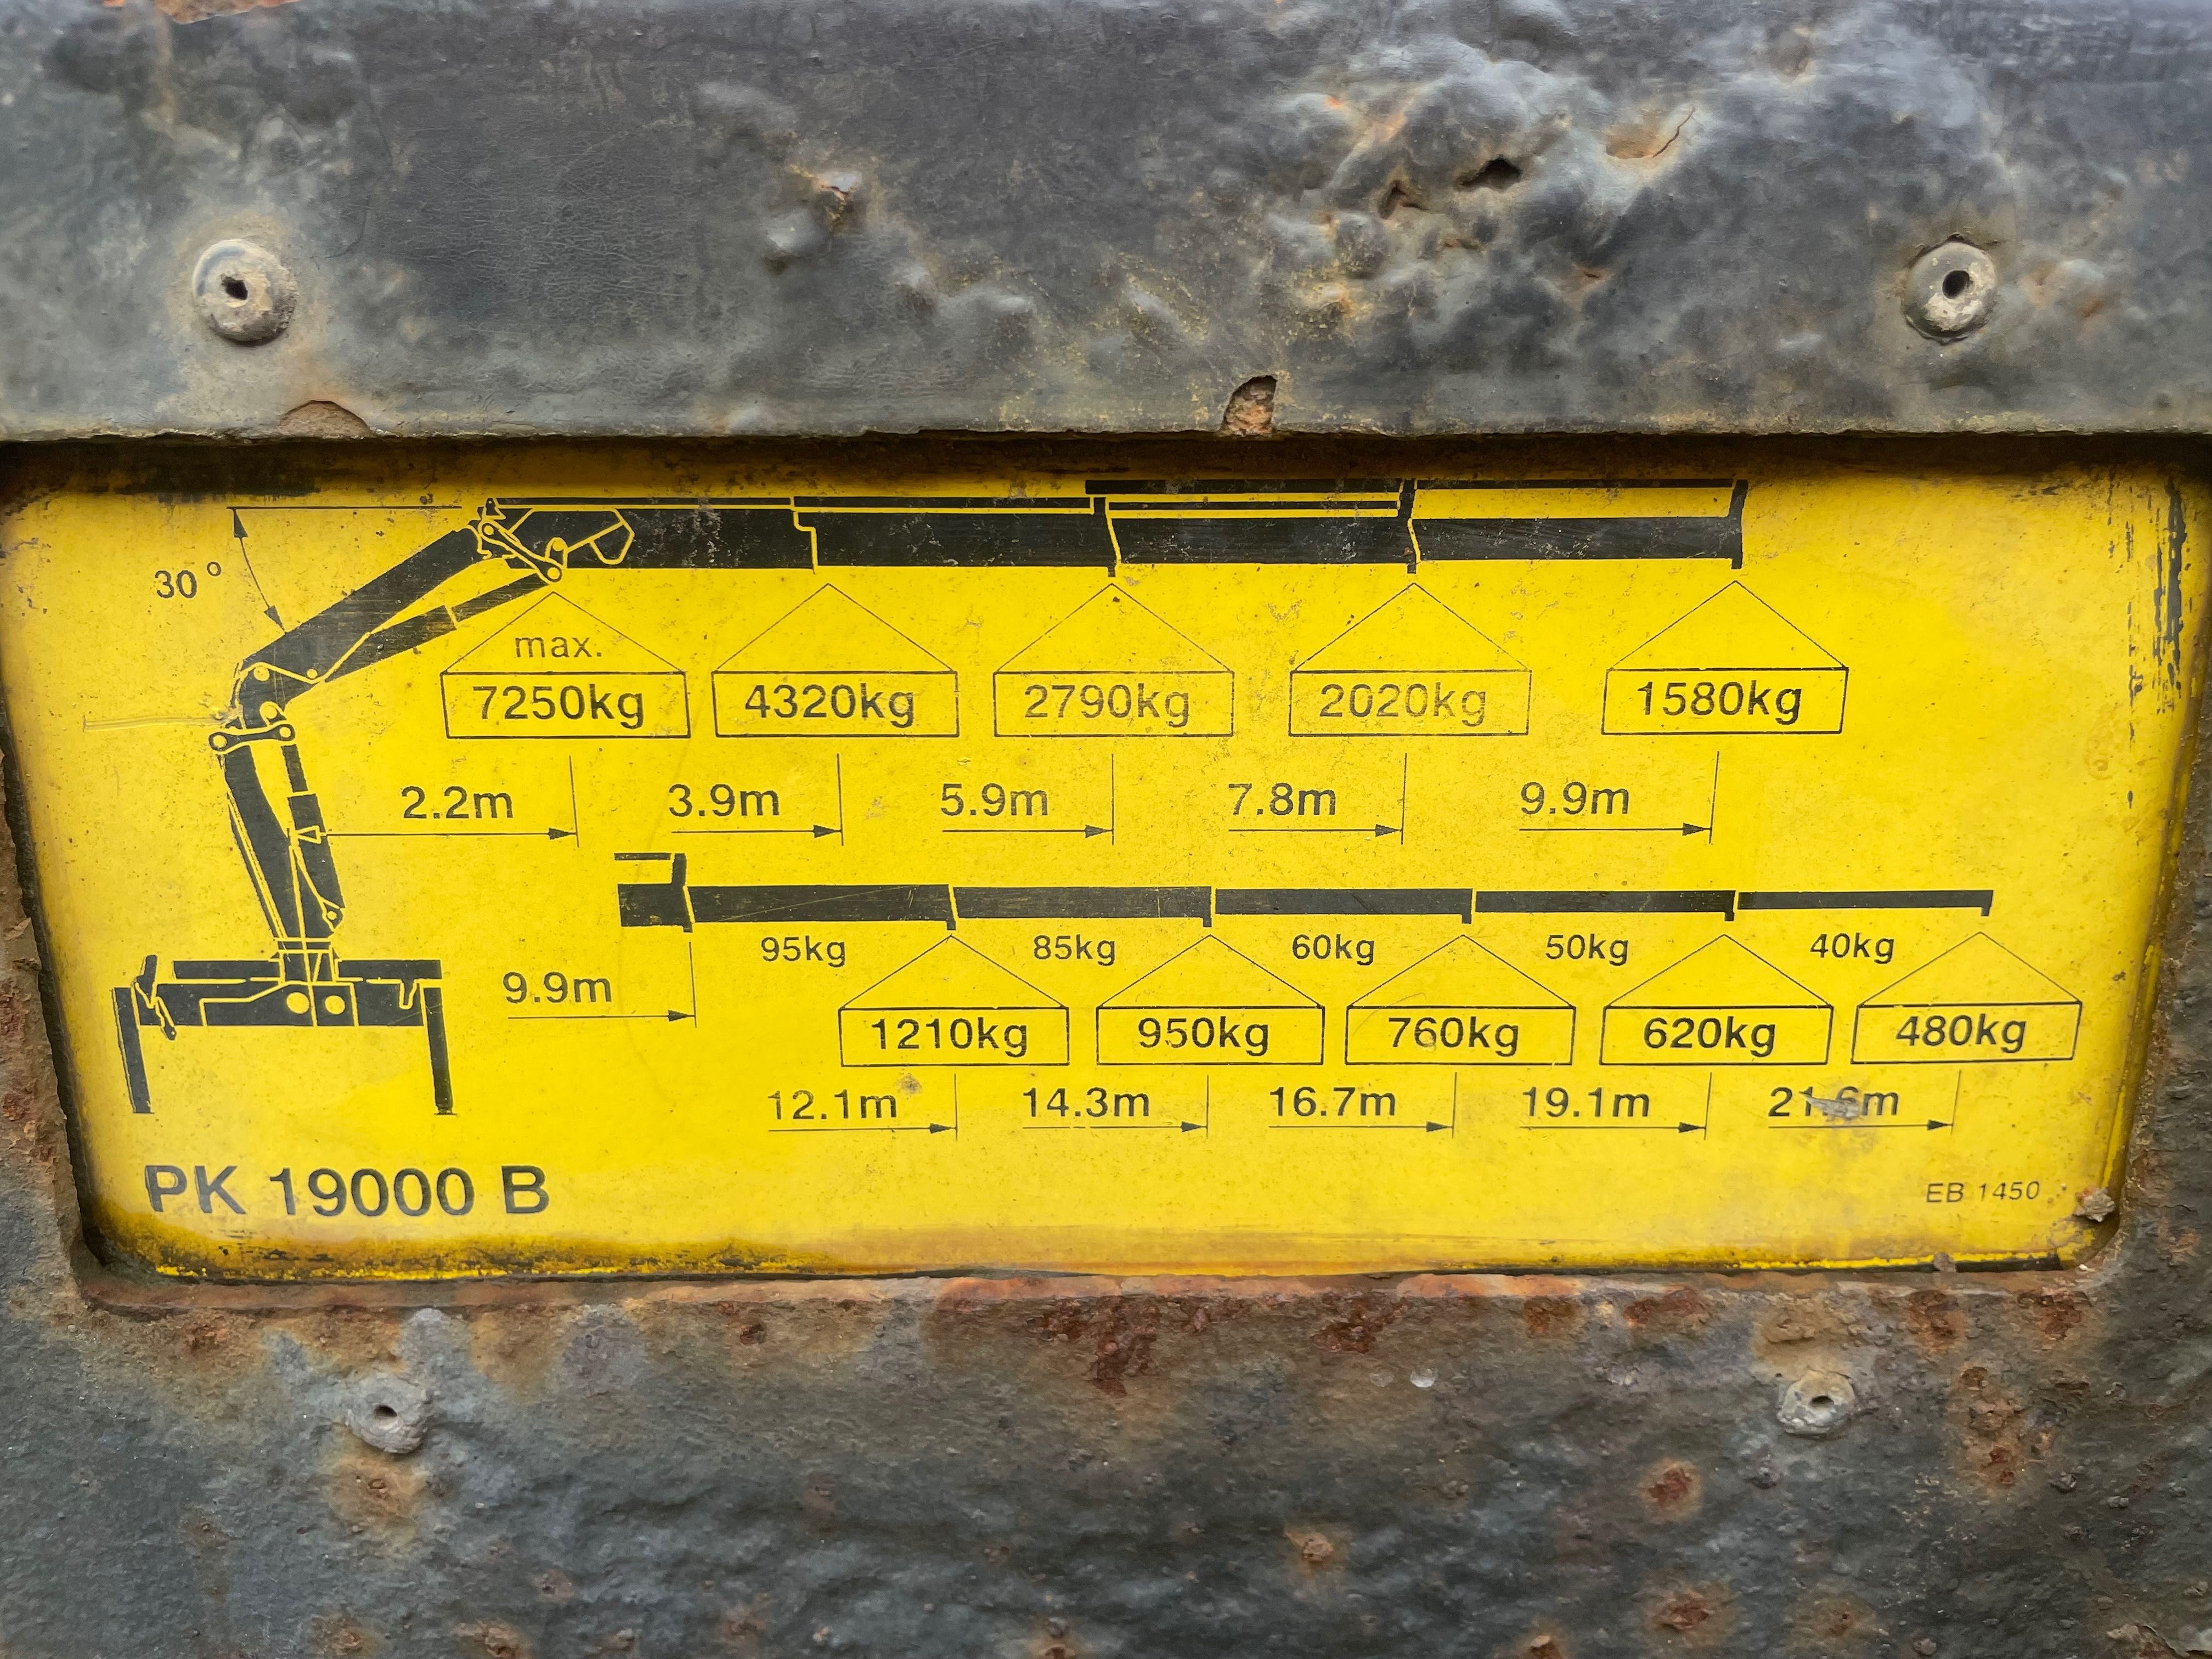 30°
max.
7250kg 4320kg 2790kg 2020kg 1580kg
2.2m 3.9m 5.9m 7.8m 9.9m
95kg 85kg 60kg 50kg 40kg
9.9m
1210kg 950kg 760kg 620kg 480kg
12.1m 14.3m 16.7m 19.1m 21.6m
PK 19000 B
EB 1450